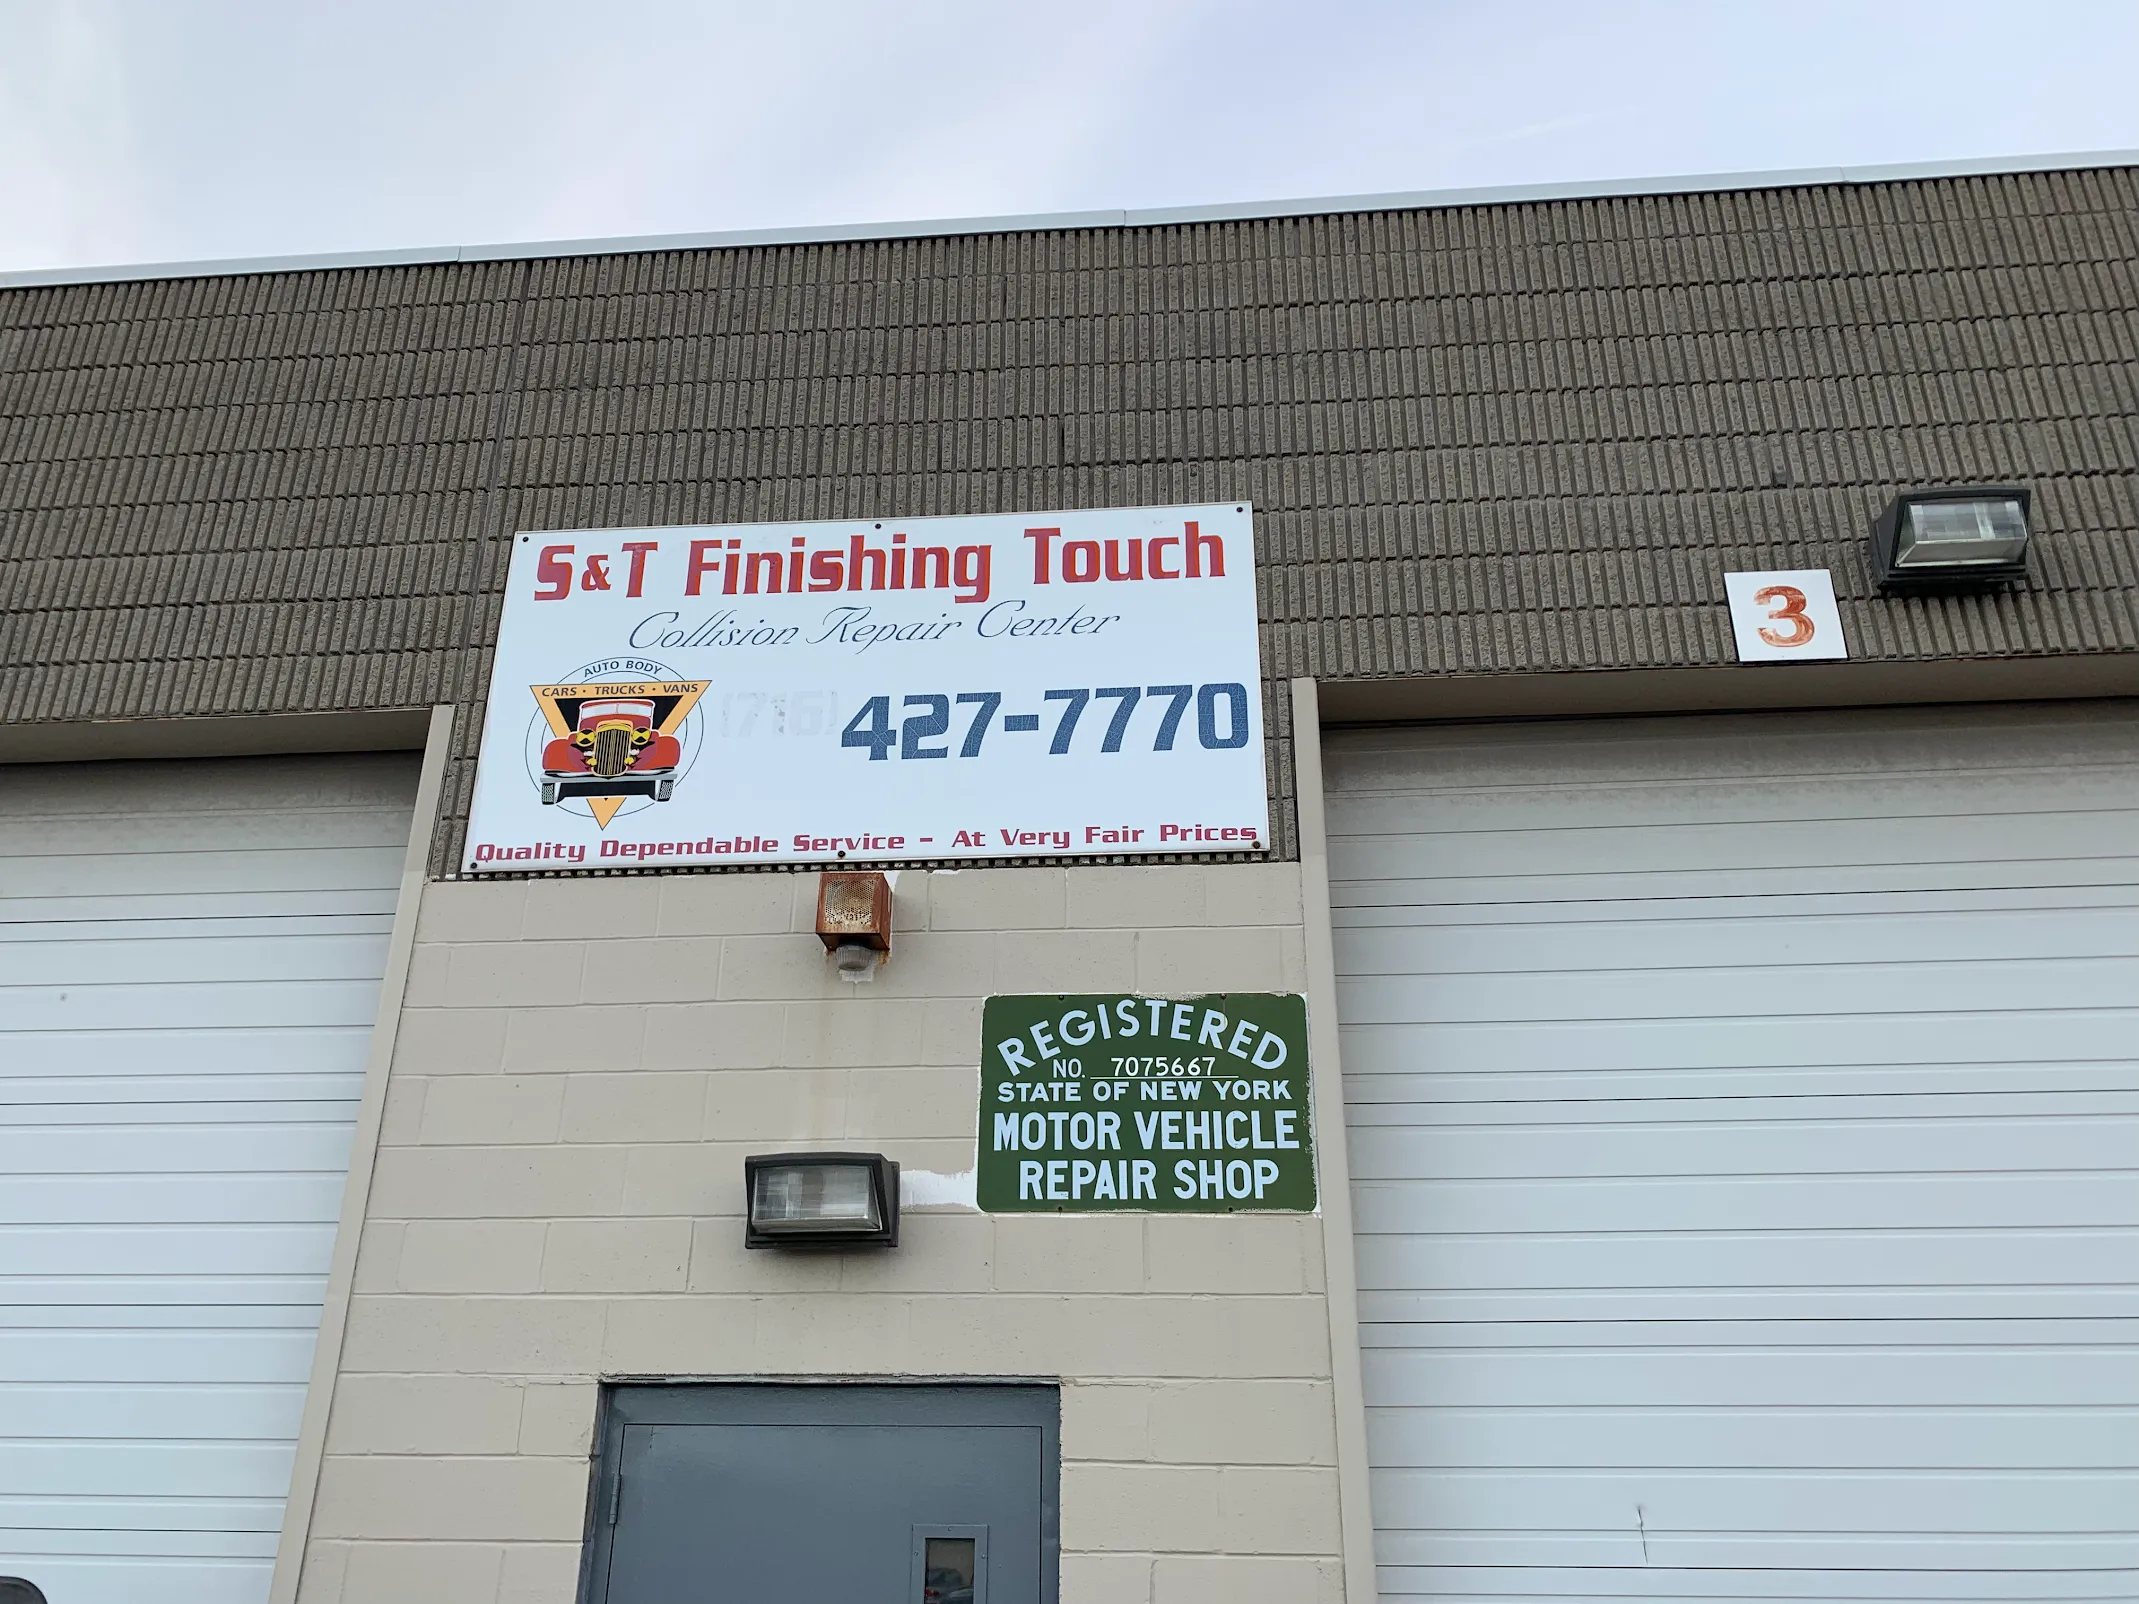 S & T Finishing Touch
Collision Repair Center
AUTO BODY
CARS • TRUCKS • VANS
(716) 427-7770
Quality Dependable Service - At Very Fair Prices
3
REGISTERED
NO. 7075667
STATE OF NEW YORK
MOTOR VEHICLE
REPAIR SHOP